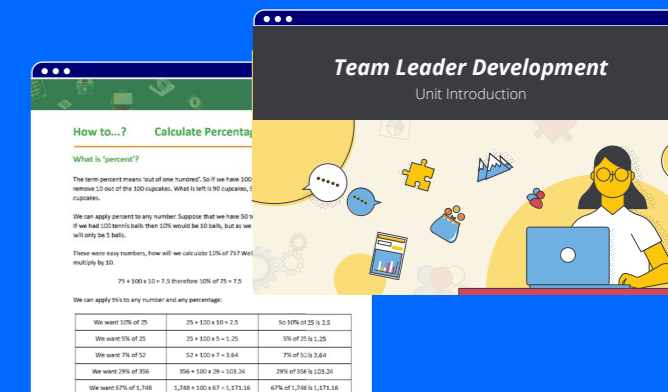 Team Leader Development
Unit Introduction
How to...? Calculate
What is 'percent'?
The term percent means 'out of one hundred'. So if we have 100
remove 10 out of the 100 cupcakes. What is left is 90 cupcakes,
cupcakes.
We can apply percent to any number. Suppose that we have 50
If we had 100 tennis balls then 10% would be 10 balls, but as we
will only be 5 balls.
These were easy numbers, how will we calculate 10% of 75?
multiply by 10.
75 ÷ 100 x 10 = 7.5 therefore 10% of 75 = 7.5
We can apply this to any number and any percentage:
We want 10% of 25 25 ÷ 100 x 10 = 2.5 So 10% of 25 is 2.5
We want 5% of 25 25 ÷ 100 x 5 = 1.25 5% of 25 is 1.25
We want 7% of 52 52 ÷ 100 x 7 = 3.64 7% of 52 is 3.64
We want 29% of 356 356 ÷ 100 x 29 = 103.24 29% of 356 is 103.24
We want 67% of 1,748 1,748 ÷ 100 x 67 = 1,171.16 67% of 1,748 is 1,171.16